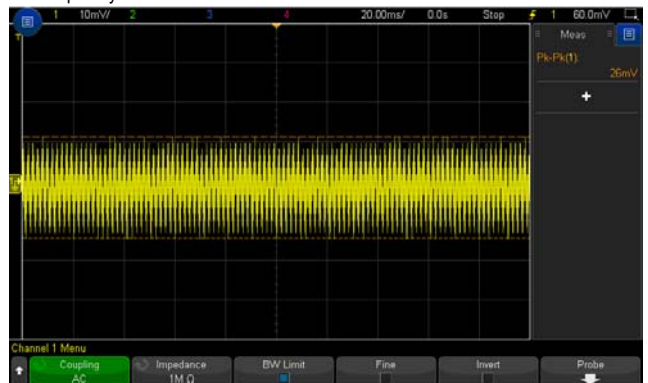 1 10mV/ 2 3 4 20.00ms/ 0.0s Stop 1 60.0mV
Meas
T
Pk-Pk(1):
26mV
+
Channel 1 Menu
Coupling Impedance BW Limit Fine Invert Probe
AC 1M Ω